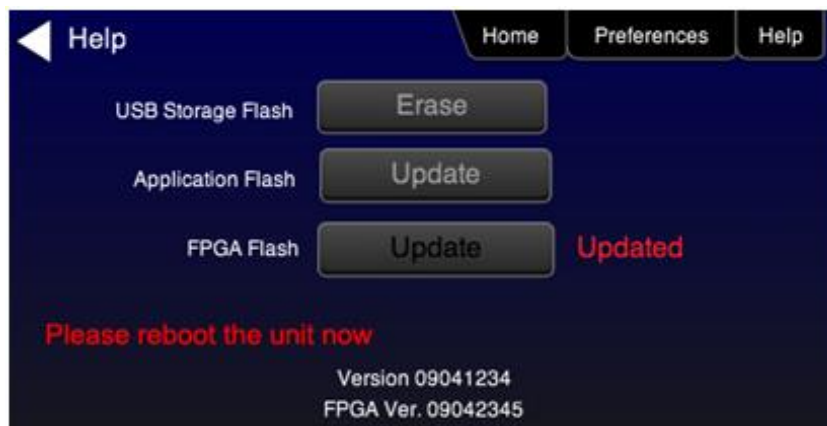 Help Home Preferences Help
USB Storage Flash Erase
Application Flash Update
FPGA Flash Update Updated
Please reboot the unit now
Version 09041234
FPGA Ver. 09042345